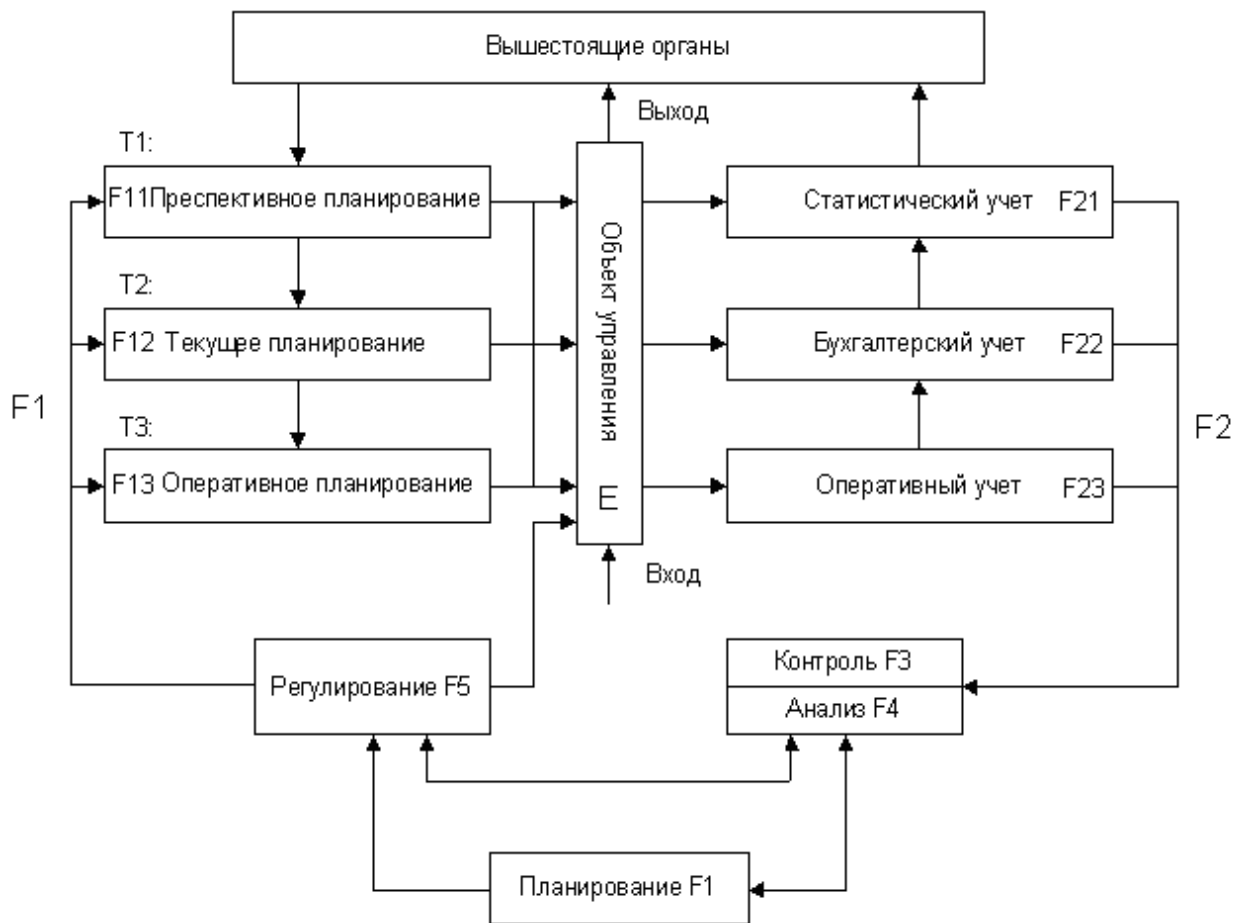 Вышестоящие органы
Выход
T1:
F11Преспективное планирование
Статистический учет F21
T2:
F12 Текущее планирование
Объект управления E
Бухгалтерский учет F22
F1
F2
T3:
F13 Оперативное планирование
Оперативный учет F23
Вход
Регулирование F5
Контроль F3
Анализ F4
Планирование F1